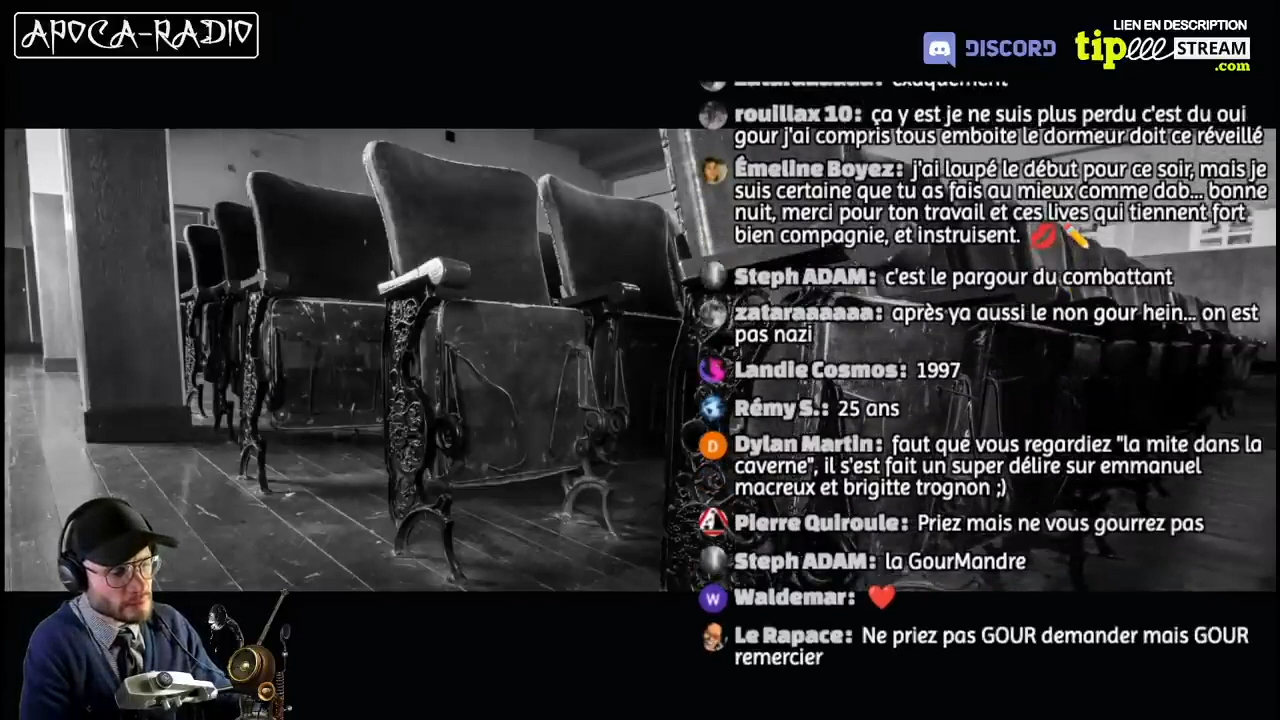 APOCA-RADIO
LIEN EN DESCRIPTION
DISCORD
tipeee STREAM
.com
rouillax 10: ça y est je ne suis plus perdu c'est du oui
gour j'ai compris tous emboite le dormeur doit ce réveillé
Émeline Boyez: j'ai loupé le début pour ce soir, mais je
suis certaine que tu as fais au mieux comme dab... bonne
nuit, merci pour ton travail et ces lives qui tiennent fort
bien compagnie, et instruisent. 💋 ✏️
Steph ADAM: c'est le pargour du combattant
zataraaaaaa: après ya aussi le non gour hein... on est
pas nazi
Landie Cosmos: 1997
Rémy S.: 25 ans
D
Dylan Martin: faut que vous regardiez "la mite dans la
caverne", il s'est fait un super délire sur emmanuel
macreux et brigitte trognon ;)
Pierre Quiroule: Priez mais ne vous gourrez pas
Steph ADAM: la GourMandre
W
Waldemar: ❤️
Le Rapace: Ne priez pas GOUR demander mais GOUR
remercier